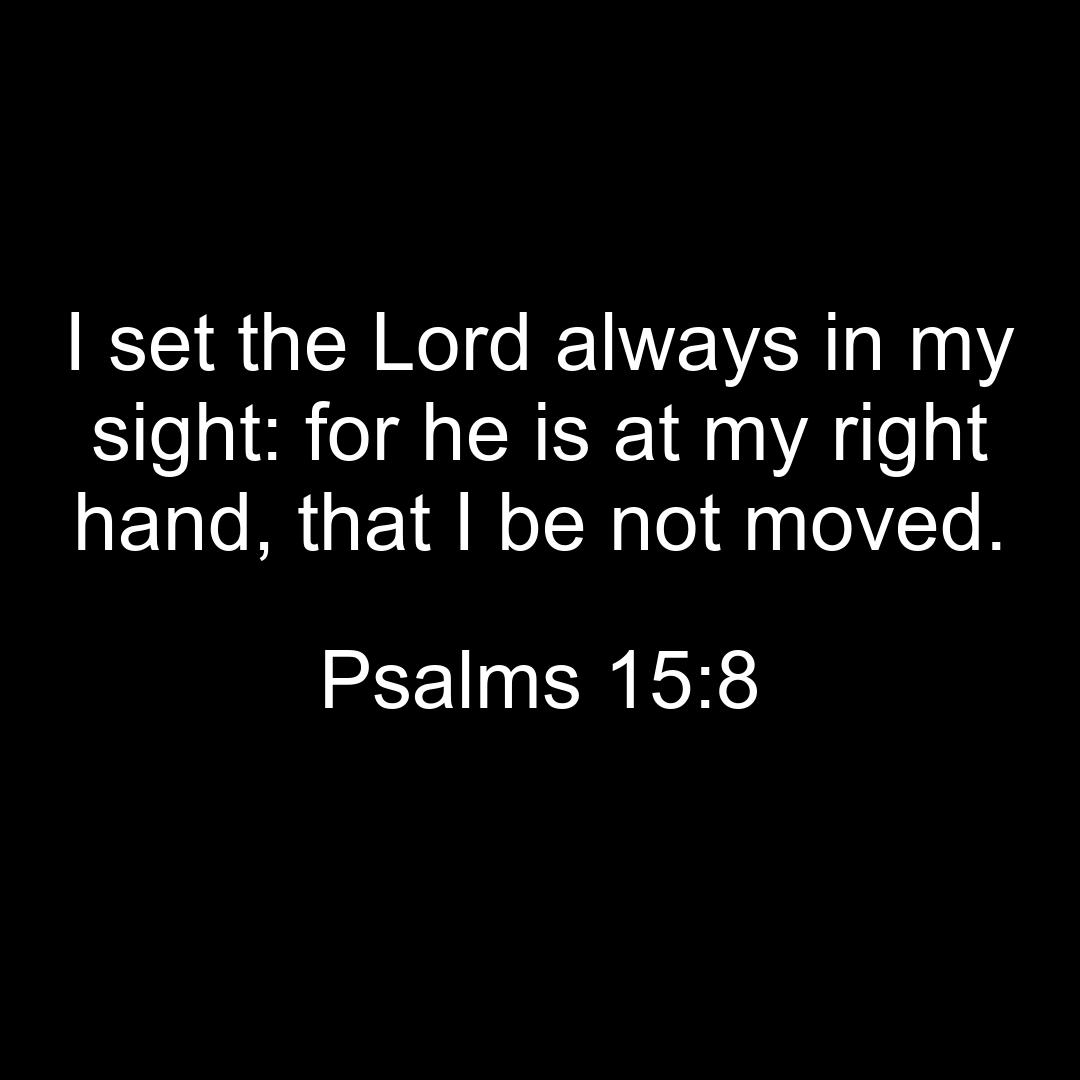 I set the Lord always in my
sight: for he is at my right
hand, that I be not moved.
Psalms 15:8